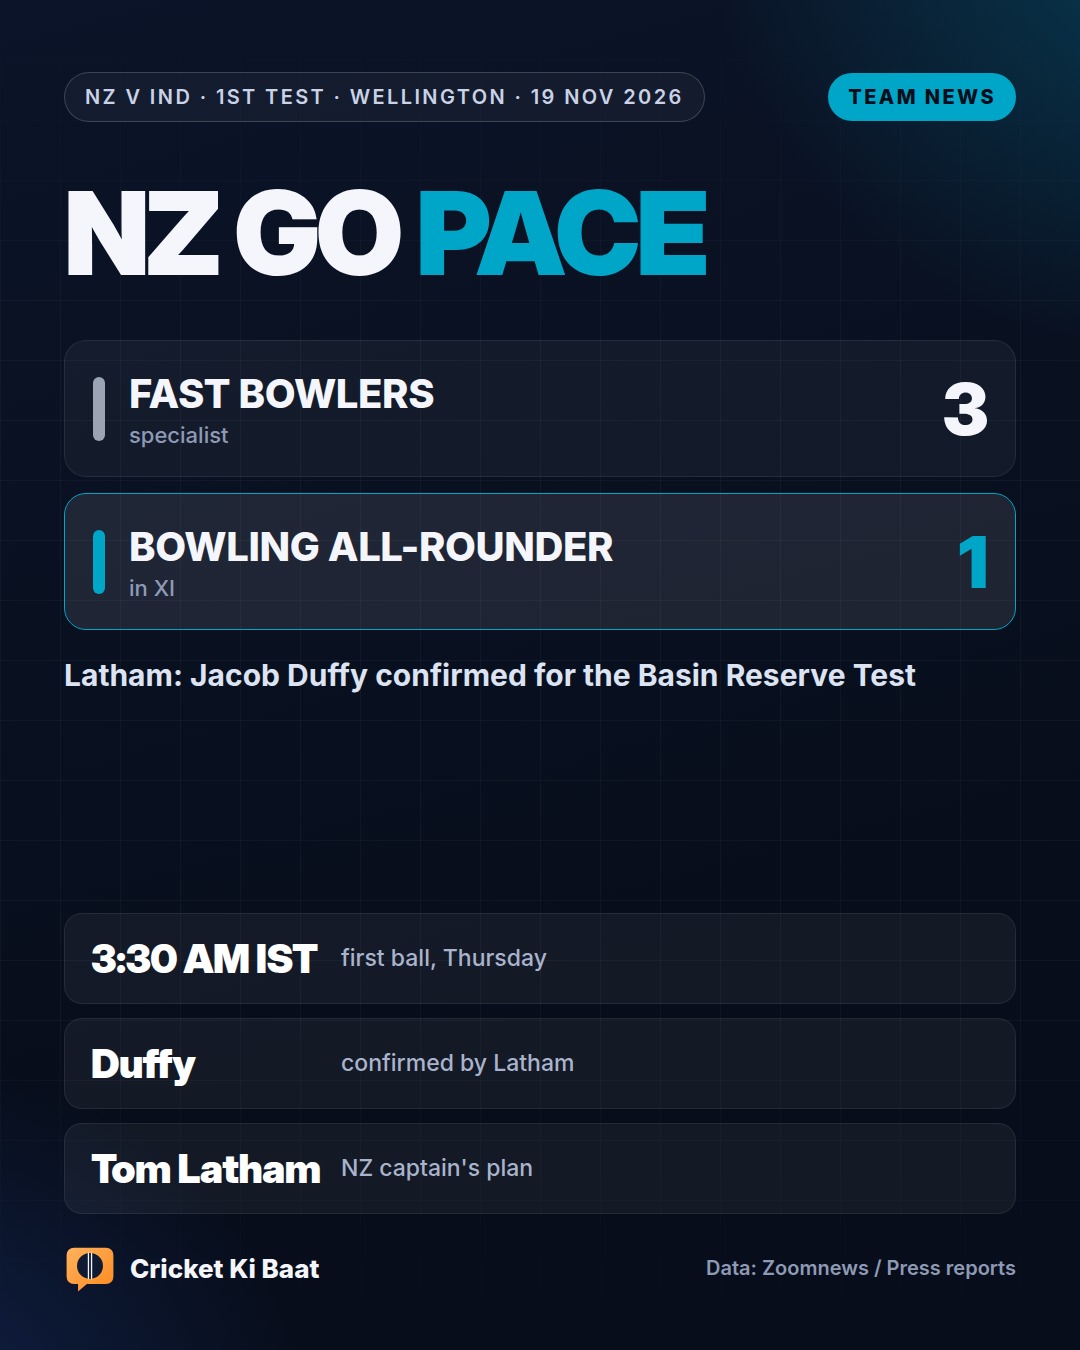 NZ V IND · 1ST TEST · WELLINGTON · 19 NOV 2026
TEAM NEWS
NZ GO PACE
FAST BOWLERS
specialist
3
BOWLING ALL-ROUNDER
in XI
1
Latham: Jacob Duffy confirmed for the Basin Reserve Test
3:30 AM IST first ball, Thursday
Duffy confirmed by Latham
Tom Latham NZ captain's plan
Cricket Ki Baat
Data: Zoomnews / Press reports